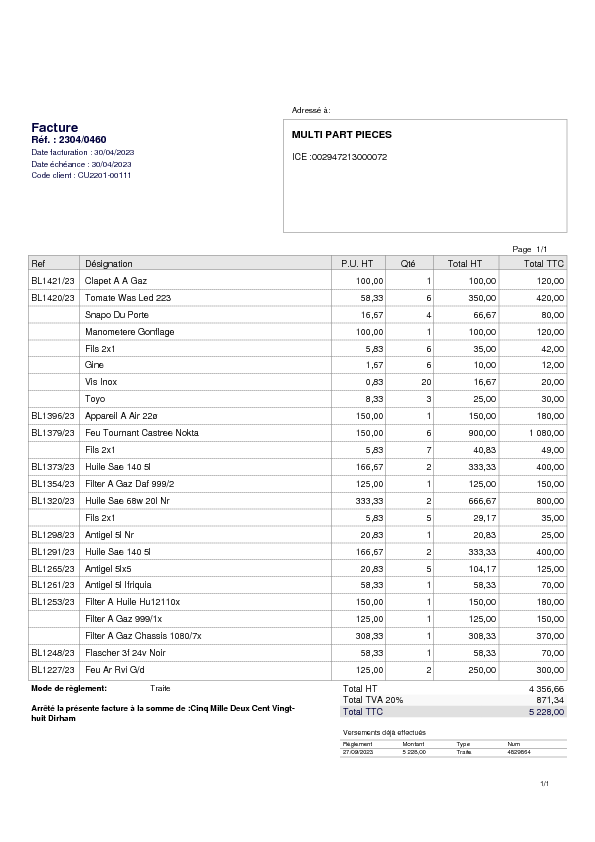 Adressé à:
Facture
Réf. : 2304/0460
Date facturation : 30/04/2023
Date échéance : 30/04/2023
Code client : CU2201-00111
MULTI PART PIECES
ICE :002947213000072
Page 1/1
Ref Désignation P.U. HT Qté Total HT Total TTC
BL1421/23 Clapet A A Gaz 100,00 1 100,00 120,00
BL1420/23 Tomate Was Led 223 58,33 6 350,00 420,00
Snapo Du Porte 16,67 4 66,67 80,00
Manometere Gonflage 100,00 1 100,00 120,00
Fils 2x1 5,83 6 35,00 42,00
Gine 1,67 6 10,00 12,00
Vis Inox 0,83 20 16,67 20,00
Toyo 8,33 3 25,00 30,00
BL1396/23 Appareil A Air 22ø 150,00 1 150,00 180,00
BL1379/23 Feu Tournant Castree Nokta 150,00 6 900,00 1 080,00
Fils 2x1 5,83 7 40,83 49,00
BL1373/23 Huile Sae 140 5l 166,67 2 333,33 400,00
BL1354/23 Filter A Gaz Daf 999/2 125,00 1 125,00 150,00
BL1320/23 Huile Sae 68w 20l Nr 333,33 2 666,67 800,00
Fils 2x1 5,83 5 29,17 35,00
BL1298/23 Antigel 5l Nr 20,83 1 20,83 25,00
BL1291/23 Huile Sae 140 5l 166,67 2 333,33 400,00
BL1265/23 Antigel 5lx5 20,83 5 104,17 125,00
BL1261/23 Antigel 5l Ifriquia 58,33 1 58,33 70,00
BL1253/23 Filter A Huile Hu12110x 150,00 1 150,00 180,00
Filter A Gaz 999/1x 125,00 1 125,00 150,00
Filter A Gaz Chassis 1080/7x 308,33 1 308,33 370,00
BL1248/23 Flascher 3f 24v Noir 58,33 1 58,33 70,00
BL1227/23 Feu Ar Rvi G/d 125,00 2 250,00 300,00
Mode de règlement: Traite
Arrêté la présente facture à la somme de :Cinq Mille Deux Cent Vingt-
huit Dirham
Total HT 4 356,66
Total TVA 20% 871,34
Total TTC 5 228,00
Versements déjà effectués
Règlement Montant Type Num
27/09/2023 5 228,00 Traite 4829864
1/1